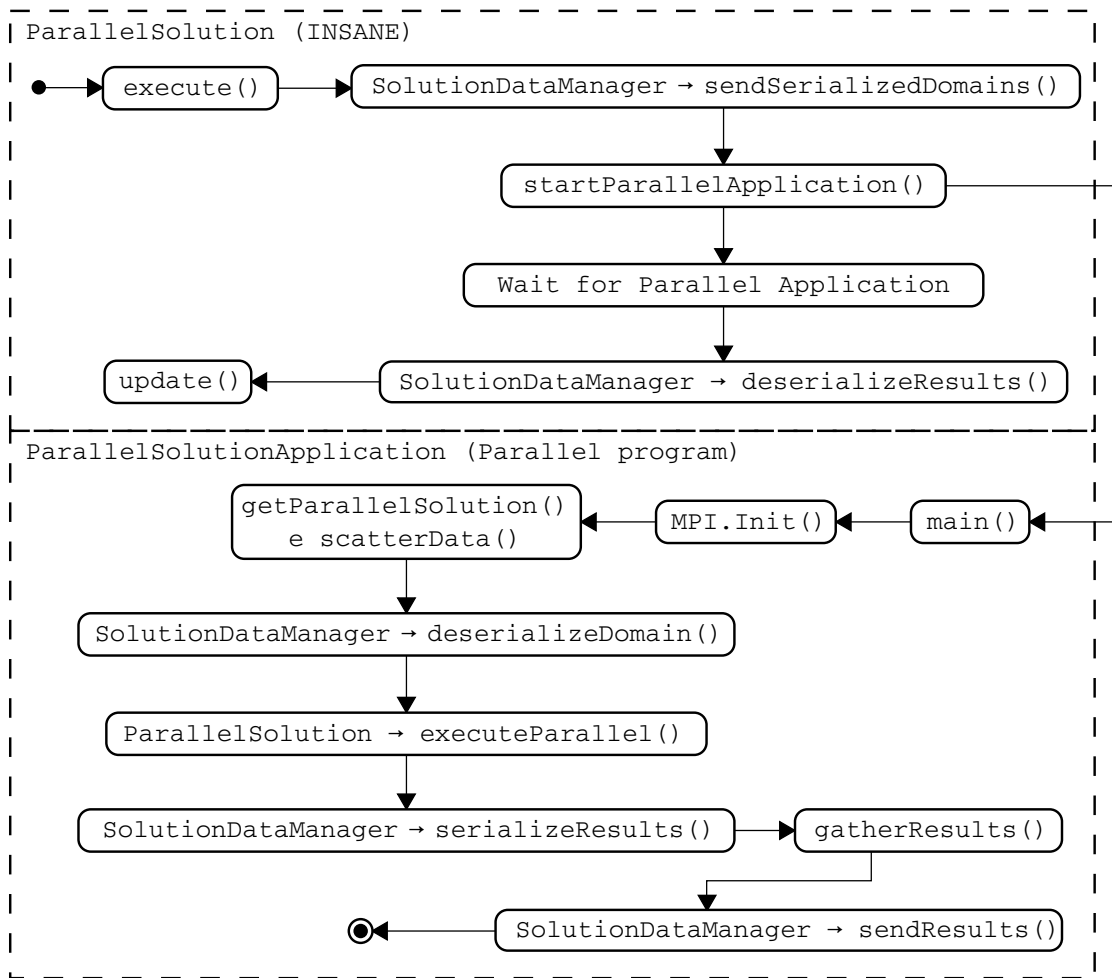 ParallelSolution (INSANE)
execute()
SolutionDataManager → sendSerializedDomains()
startParallelApplication()
Wait for Parallel Application
update()
SolutionDataManager → deserializeResults()
ParallelSolutionApplication (Parallel program)
getParallelSolution()
e scatterData()
MPI.Init()
main()
SolutionDataManager → deserializeDomain()
ParallelSolution → executeParallel()
SolutionDataManager → serializeResults()
gatherResults()
SolutionDataManager → sendResults()